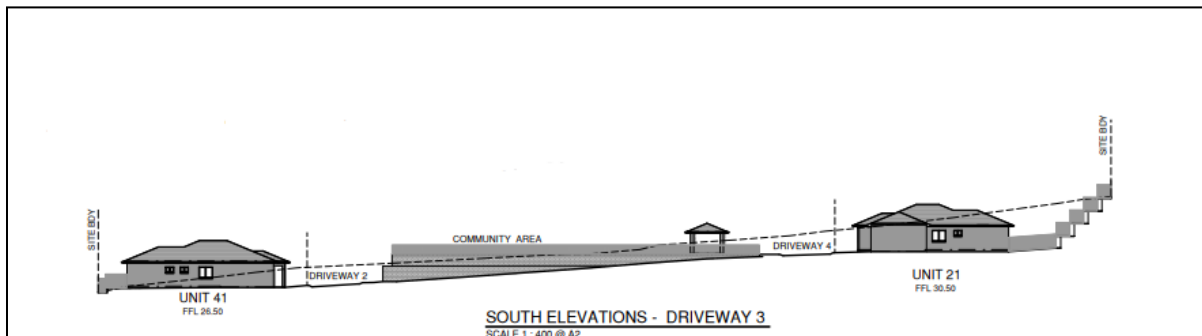 SITE BDY
SITE BDY
COMMUNITY AREA
DRIVEWAY 2
DRIVEWAY 4
UNIT 41
FFL 26.50
UNIT 21
FFL 30.50
SOUTH ELEVATIONS - DRIVEWAY 3
SCALE 1 : 400 @ A2